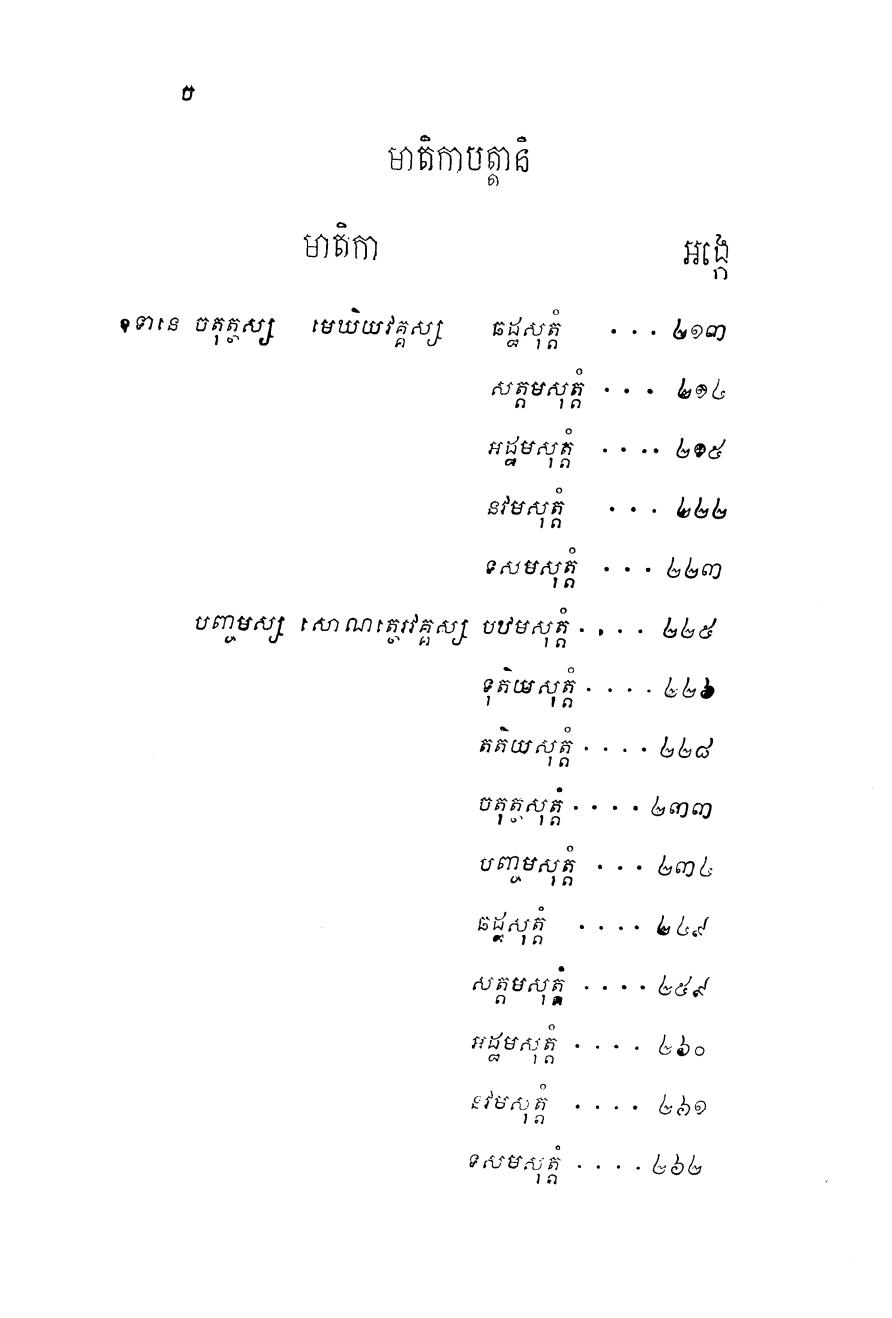 ប
មាតិកាបត្តានិ
មាតិកា អង្កេ
ឧទានេ ចតុត្ថស្ស មេឃិយវគ្គស្ស ឆដ្ឋសុត្តំ ... ២១៣
សត្តមសុត្តំ ... ២១៤
អដ្ឋមសុត្តំ .... ២១៥
នវមសុត្តំ ... ២២២
ទសមសុត្តំ ... ២២៣
បញ្ចមស្ស សោណត្ថេរវគ្គស្ស បឋមសុត្តំ .... ២២៥
ទុតិយសុត្តំ .... ២២៦
តតិយសុត្តំ .... ២២៨
ចតុត្ថសុត្តំ .... ២៣៣
បញ្ចមសុត្តំ ... ២៣៤
ឆដ្ឋសុត្តំ .... ២៤៩
សត្តមសុត្តំ .... ២៥៩
អដ្ឋមសុត្តំ .... ២៦០
នវមសុត្តំ .... ២៦១
ទសមសុត្តំ .... ២៦២